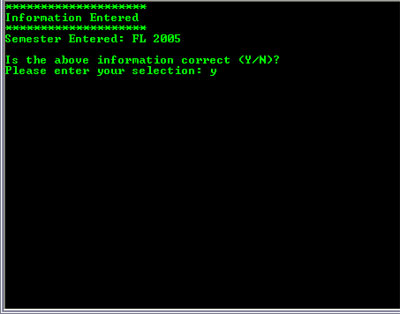 ********************
Information Entered
********************
Semester Entered: FL 2005
Is the above information correct (Y/N)?
Please enter your selection: y